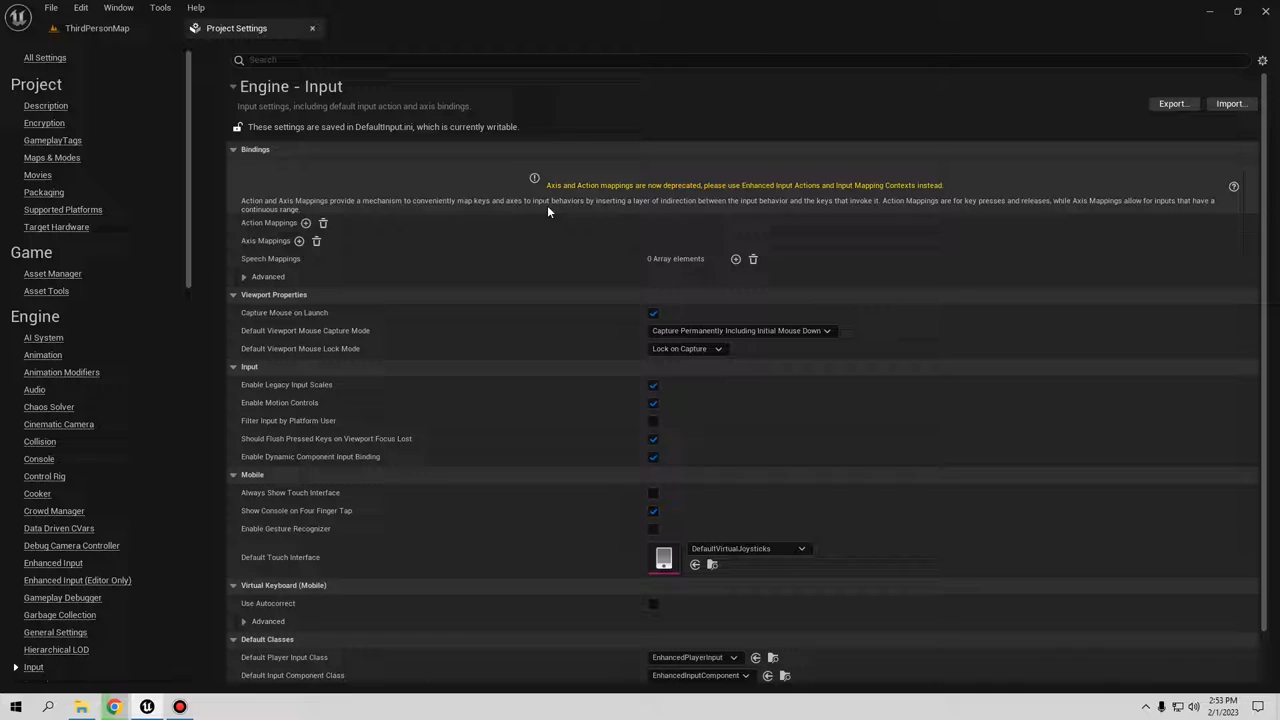 File Edit Window Tools Help
ThirdPersonMap
Project Settings
All Settings
Project
Description
Encryption
GameplayTags
Maps & Modes
Movies
Packaging
Supported Platforms
Target Hardware
Game
Asset Manager
Asset Tools
Engine
AI System
Animation
Animation Modifiers
Audio
Chaos Solver
Cinematic Camera
Collision
Console
Control Rig
Cooker
Crowd Manager
Data Driven CVars
Debug Camera Controller
Enhanced Input
Enhanced Input (Editor Only)
Gameplay Debugger
Garbage Collection
General Settings
Hierarchical LOD
Input
Search
Engine - Input
Input settings, including default input action and axis bindings.
Export...
Import...
These settings are saved in DefaultInput.ini, which is currently writable.
Bindings
Axis and Action mappings are now deprecated, please use Enhanced Input Actions and Input Mapping Contexts instead.
Action and Axis Mappings provide a mechanism to conveniently map keys and axes to input behaviors by inserting a layer of indirection between the input behavior and the keys that invoke it. Action Mappings are for key presses and releases, while Axis Mappings allow for inputs that have a
continuous range.
Action Mappings
Axis Mappings
Speech Mappings 0 Array elements
Advanced
Viewport Properties
Capture Mouse on Launch
Default Viewport Mouse Capture Mode Capture Permanently Including Initial Mouse Down
Default Viewport Mouse Lock Mode Lock on Capture
Input
Enable Legacy Input Scales
Enable Motion Controls
Filter Input by Platform User
Should Flush Pressed Keys on Viewport Focus Lost
Enable Dynamic Component Input Binding
Mobile
Always Show Touch Interface
Show Console on Four Finger Tap
Enable Gesture Recognizer
Default Touch Interface DefaultVirtualJoysticks
Virtual Keyboard (Mobile)
Use Autocorrect
Advanced
Default Classes
Default Player Input Class EnhancedPlayerInput
Default Input Component Class EnhancedInputComponent
2:53 PM
2/1/2023